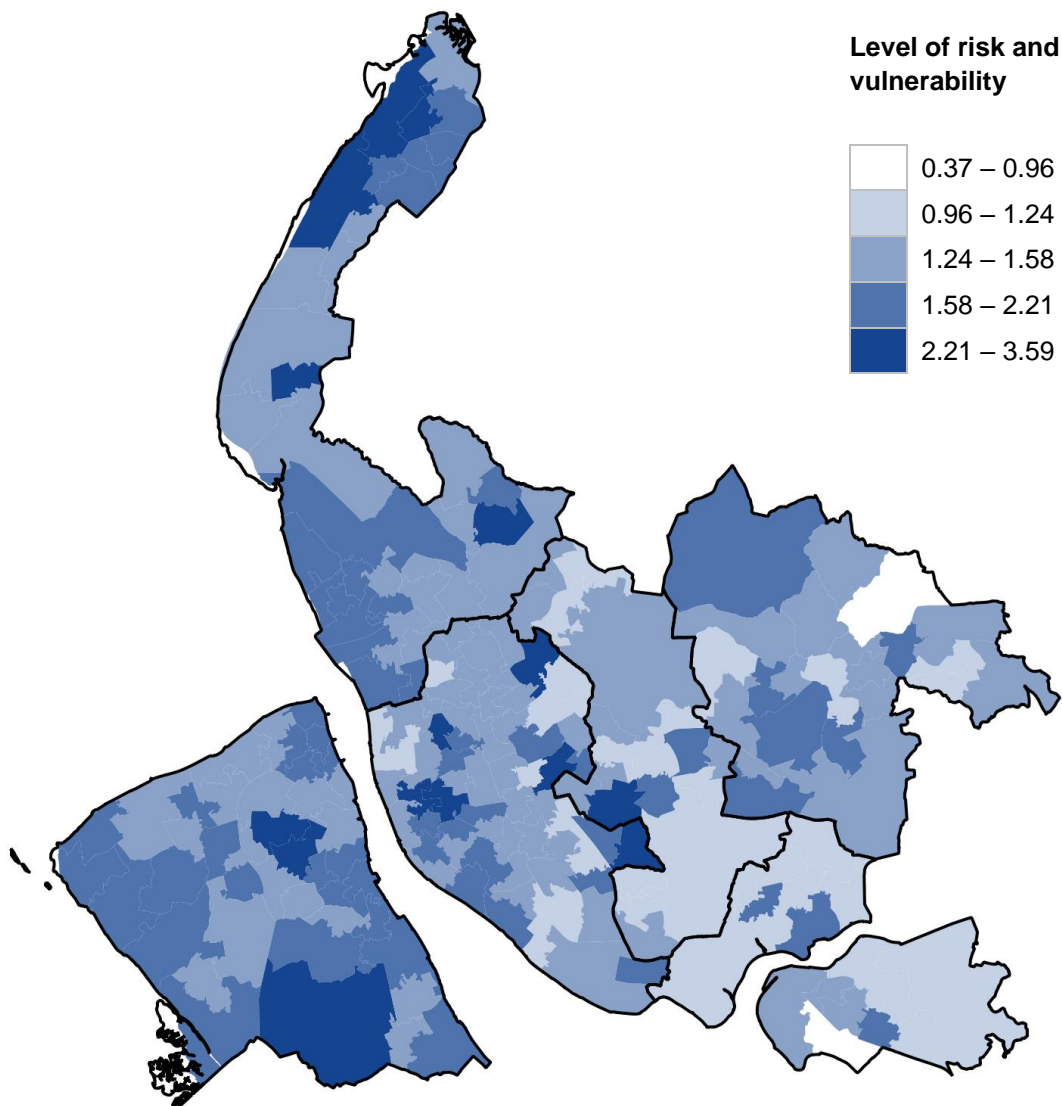 Level of risk and
vulnerability
0.37 – 0.96
0.96 – 1.24
1.24 – 1.58
1.58 – 2.21
2.21 – 3.59